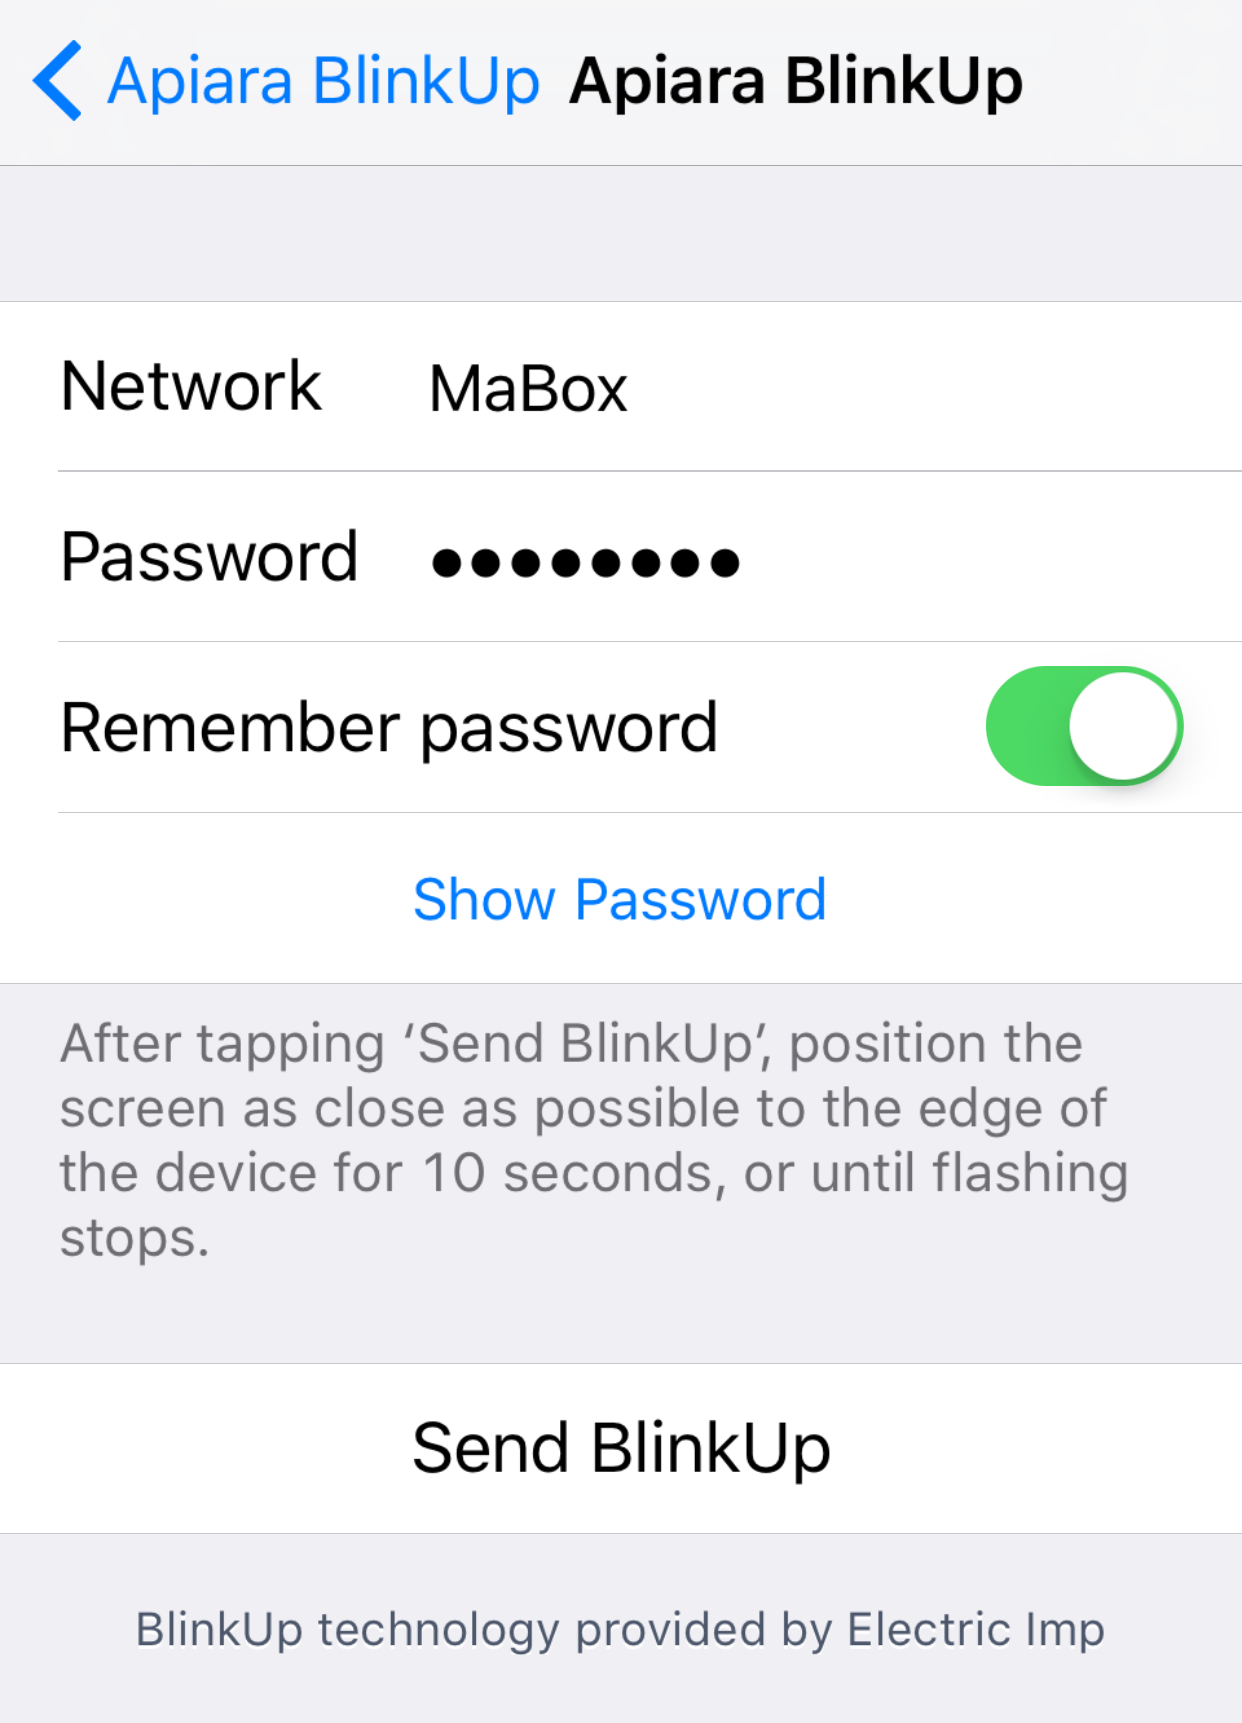 Apiara BlinkUp Apiara BlinkUp
Network MaBox
Password ●●●●●●●●
Remember password
Show Password
After tapping ‘Send BlinkUp’, position the
screen as close as possible to the edge of
the device for 10 seconds, or until flashing
stops.
Send BlinkUp
BlinkUp technology provided by Electric Imp